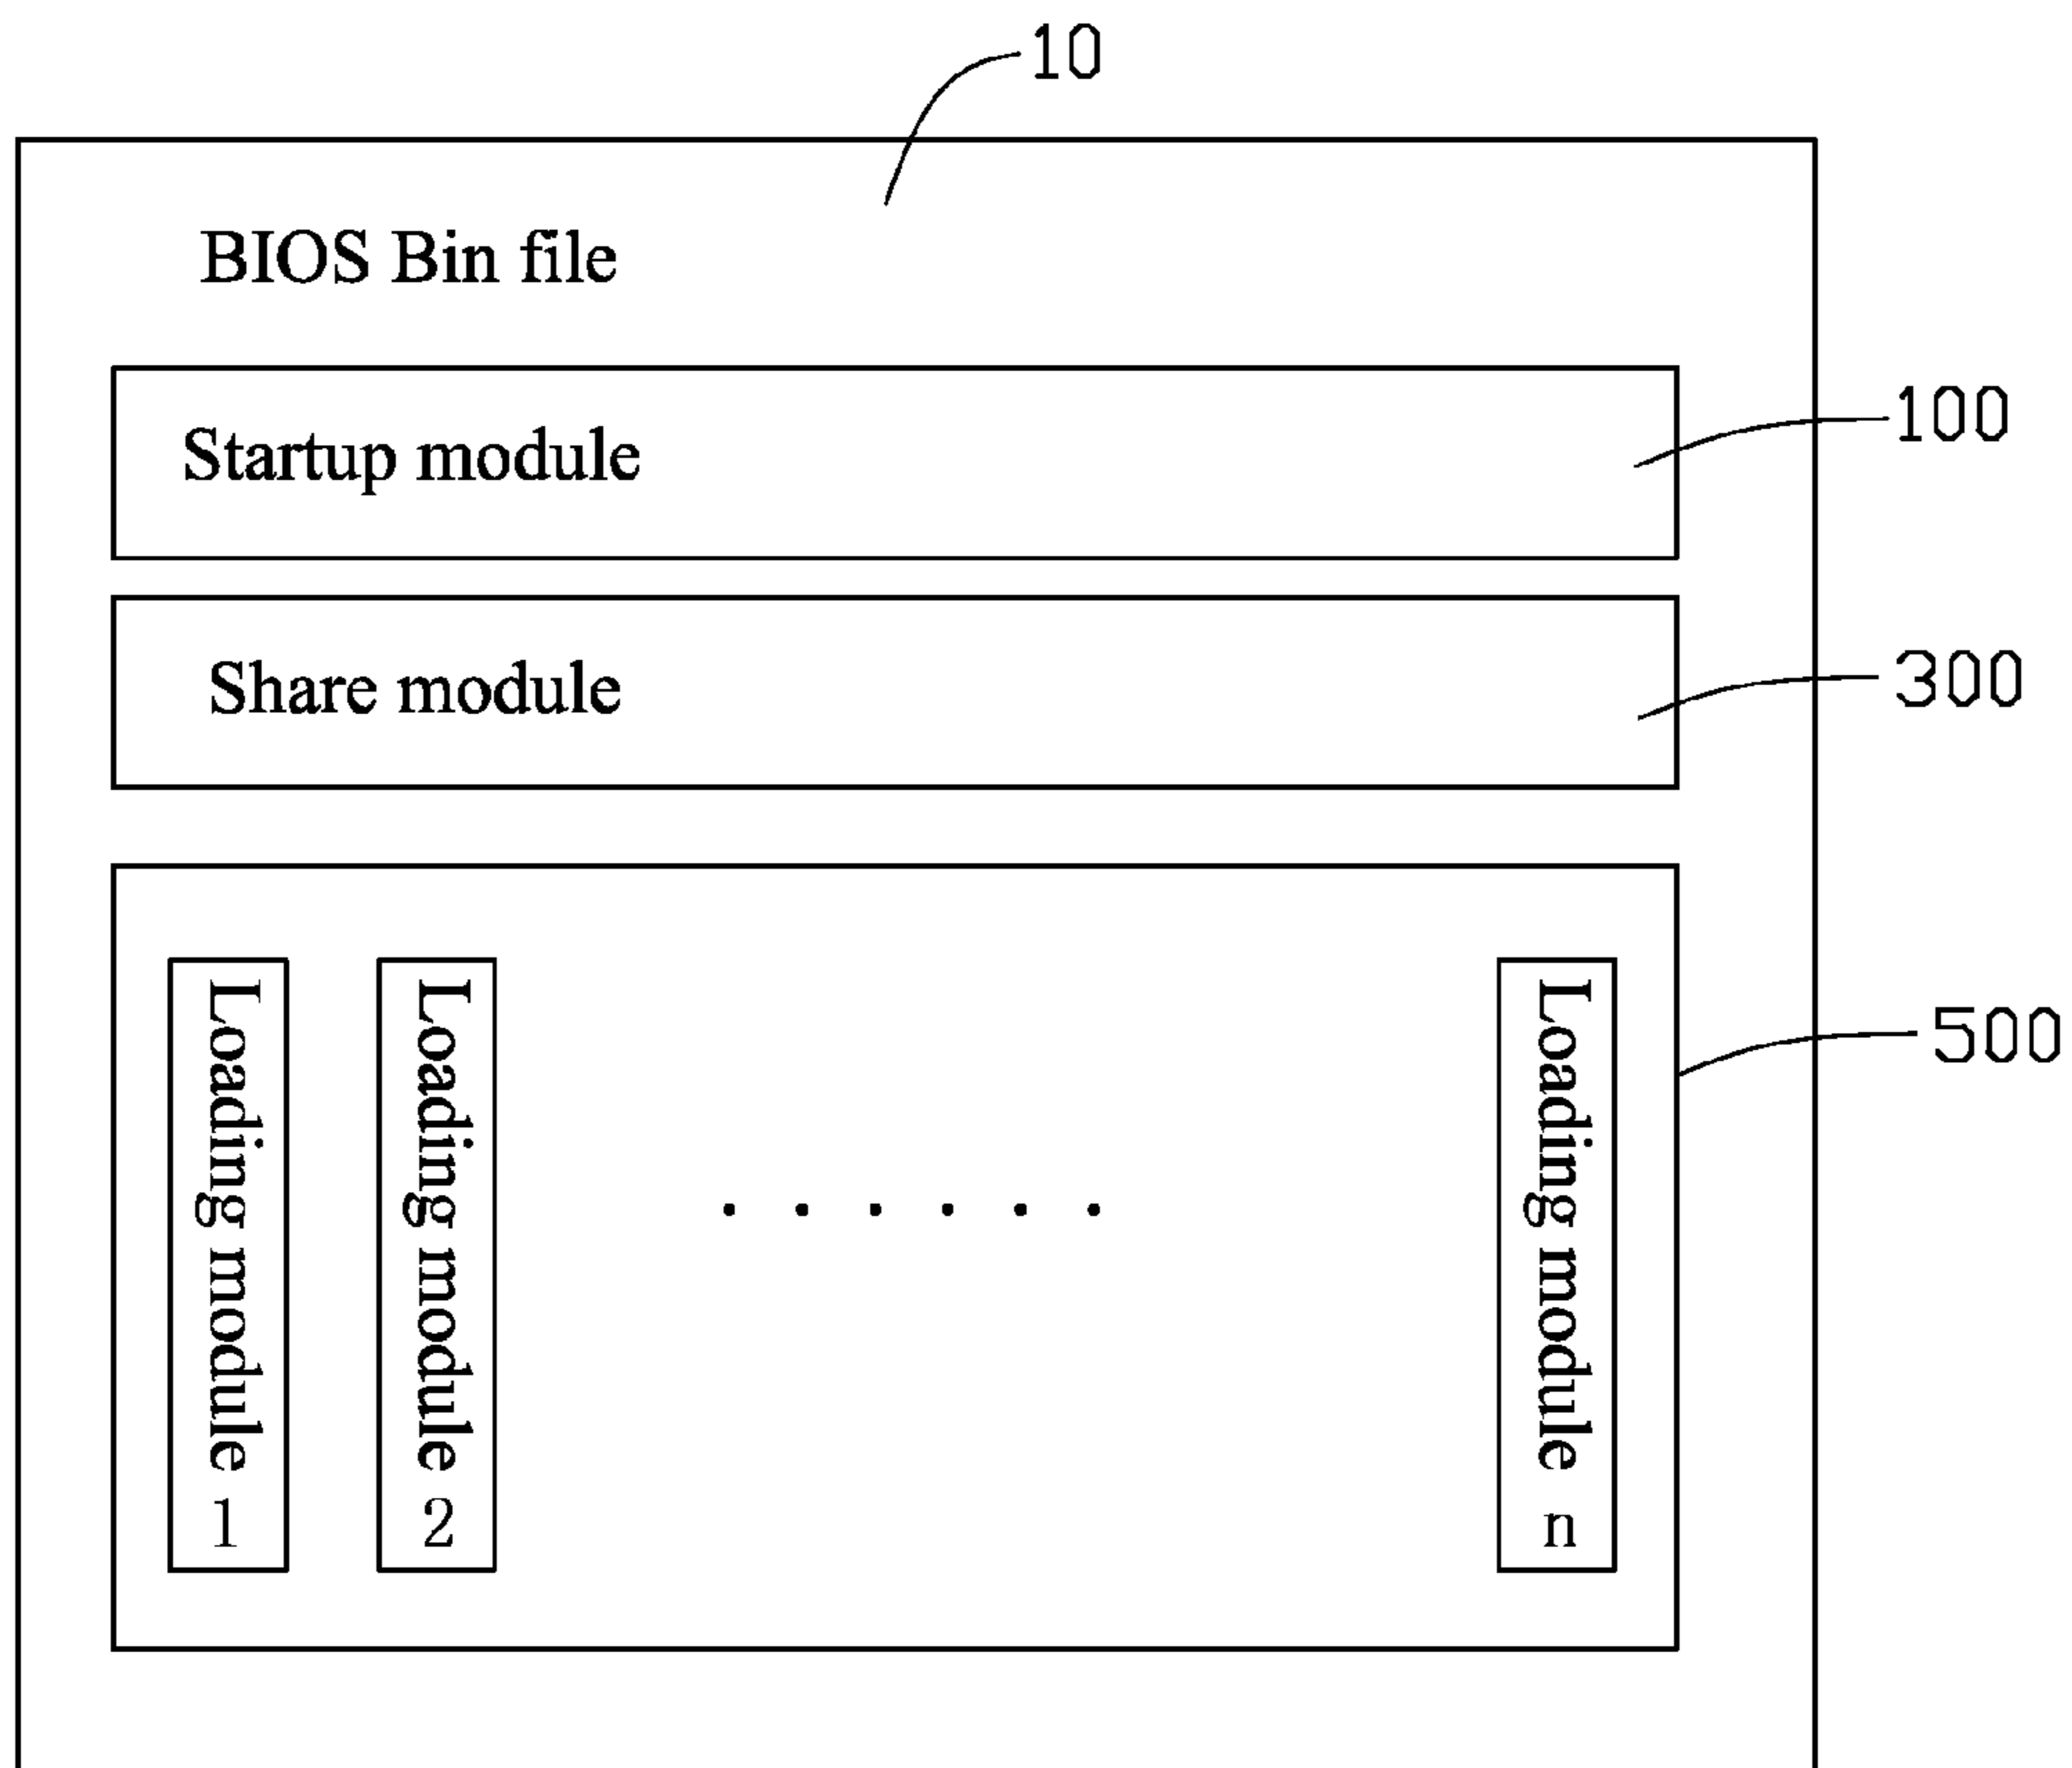 10
BIOS Bin file
Startup module
100
Share module
300
Loading module 1
Loading module 2
......
Loading module n
500